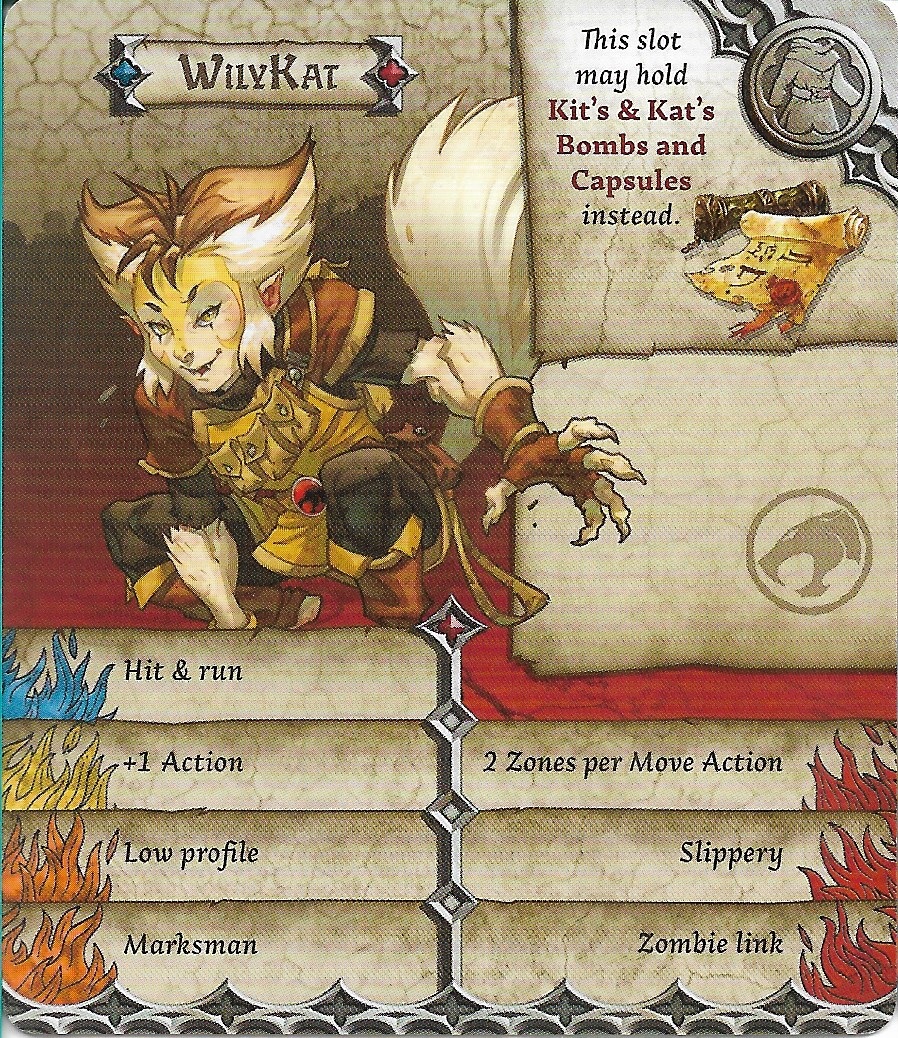 WilyKat
This slot
may hold
Kit's & Kat's
Bombs and
Capsules
instead.
Hit & run
+1 Action
2 Zones per Move Action
Low profile
Slippery
Marksman
Zombie link